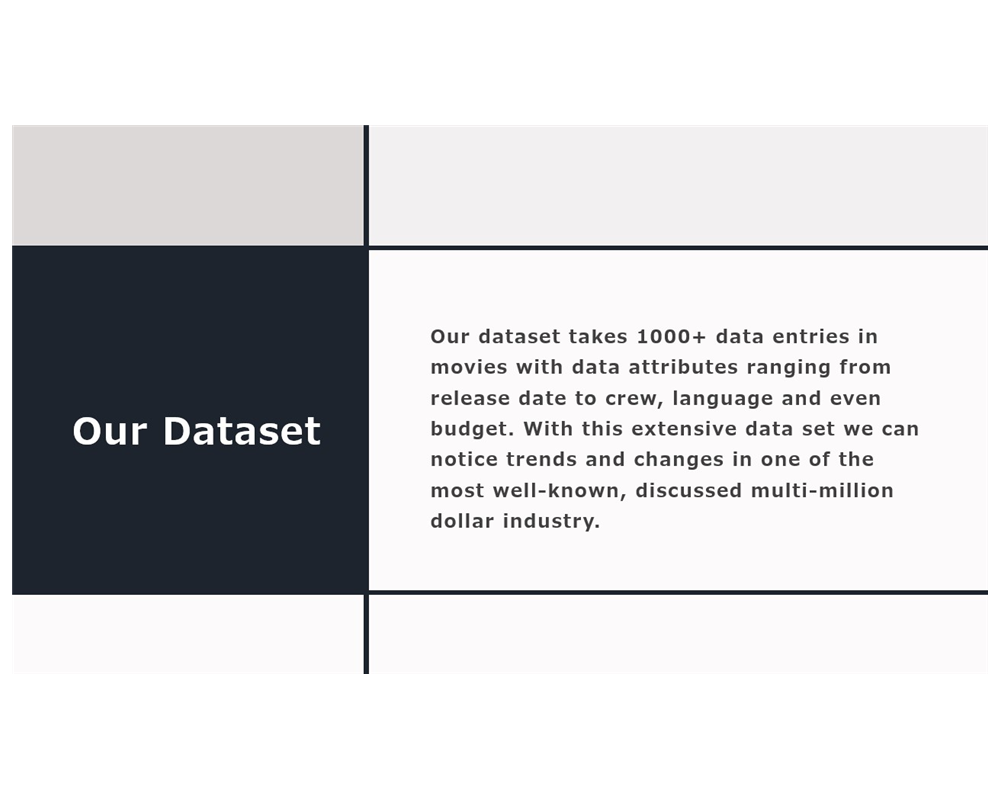 Our Dataset
Our dataset takes 1000+ data entries in
movies with data attributes ranging from
release date to crew, language and even
budget. With this extensive data set we can
notice trends and changes in one of the
most well-known, discussed multi-million
dollar industry.